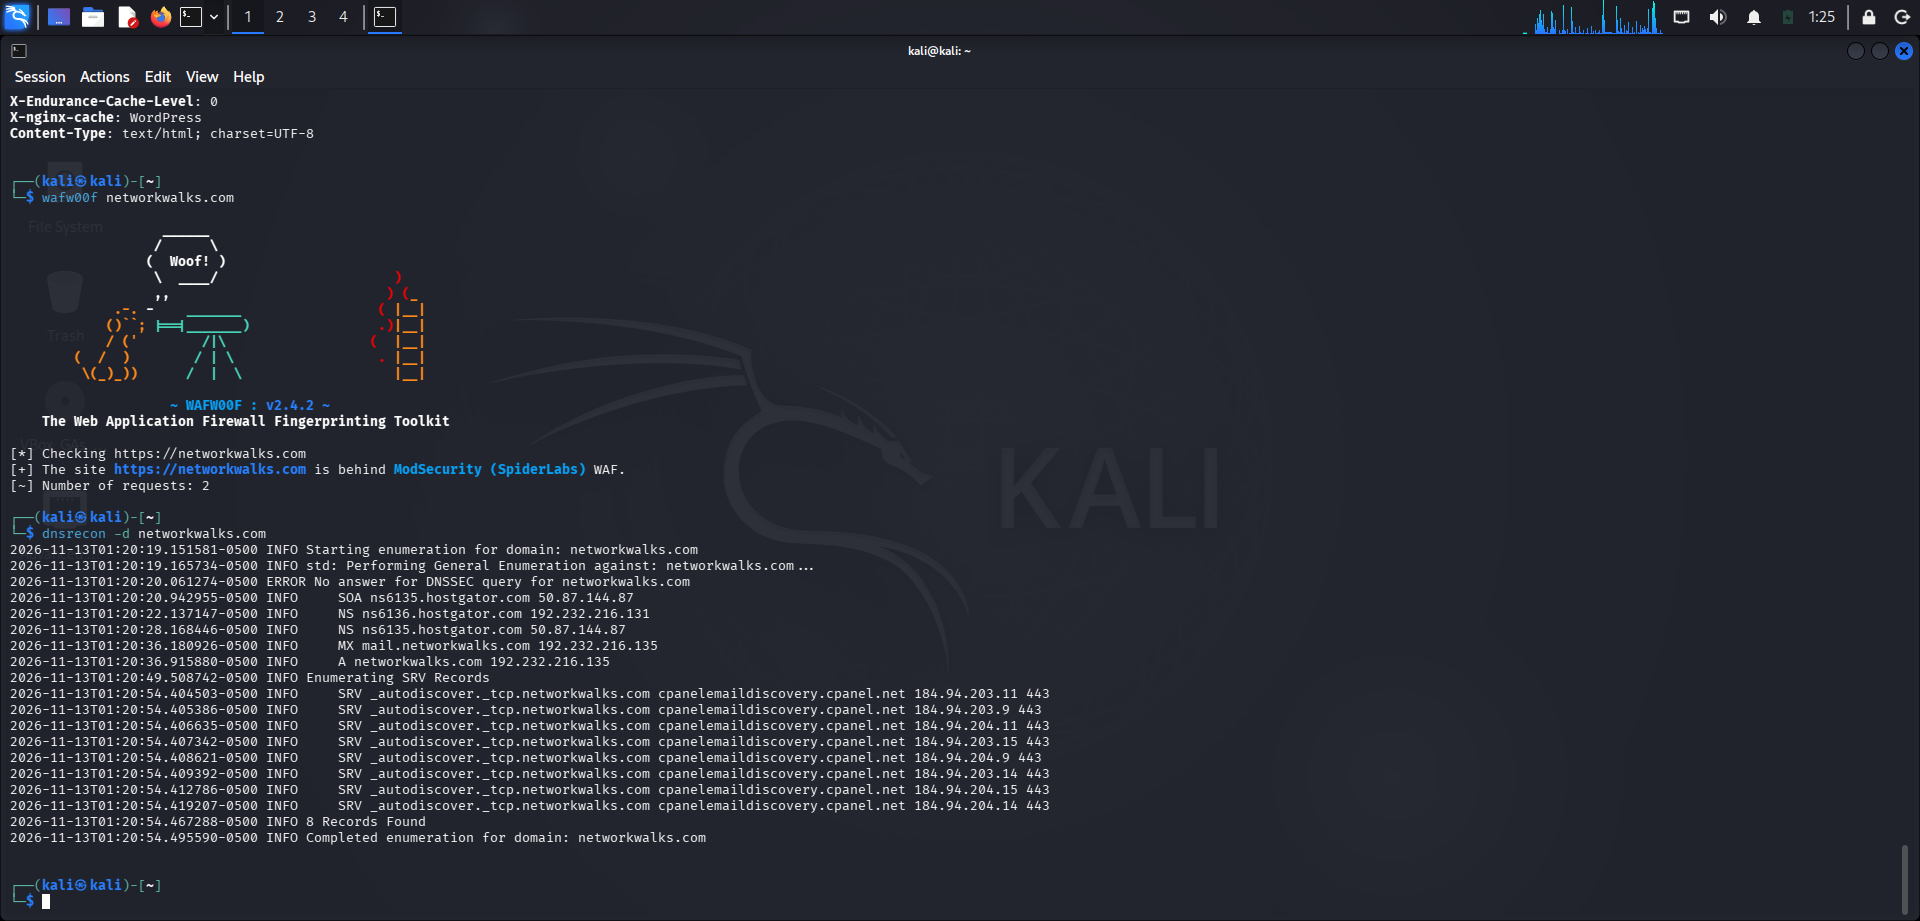 1 2 3 4 1:25
kali@kali: ~
Session Actions Edit View Help
X-Endurance-Cache-Level: 0
X-nginx-cache: WordPress
Content-Type: text/html; charset=UTF-8
┌──(kali㉿kali)-[~]
└─$ wafw00f networkwalks.com
File System
Woof!
Trash
~ WAFW00F : v2.4.2 ~
The Web Application Firewall Fingerprinting Toolkit
VBox_GAs
[*] Checking https://networkwalks.com
[+] The site https://networkwalks.com is behind ModSecurity (SpiderLabs) WAF.
[~] Number of requests: 2
KALI
┌──(kali㉿kali)-[~]
└─$ dnsrecon -d networkwalks.com
2026-11-13T01:20:19.151581-0500 INFO Starting enumeration for domain: networkwalks.com
2026-11-13T01:20:19.165734-0500 INFO std: Performing General Enumeration against: networkwalks.com...
2026-11-13T01:20:20.061274-0500 ERROR No answer for DNSSEC query for networkwalks.com
2026-11-13T01:20:20.942955-0500 INFO SOA ns6135.hostgator.com 50.87.144.87
2026-11-13T01:20:22.137147-0500 INFO NS ns6136.hostgator.com 192.232.216.131
2026-11-13T01:20:28.168446-0500 INFO NS ns6135.hostgator.com 50.87.144.87
2026-11-13T01:20:36.180926-0500 INFO MX mail.networkwalks.com 192.232.216.135
2026-11-13T01:20:36.915880-0500 INFO A networkwalks.com 192.232.216.135
2026-11-13T01:20:49.508742-0500 INFO Enumerating SRV Records
2026-11-13T01:20:54.404503-0500 INFO SRV _autodiscover._tcp.networkwalks.com cpanelemaildiscovery.cpanel.net 184.94.203.11 443
2026-11-13T01:20:54.405386-0500 INFO SRV _autodiscover._tcp.networkwalks.com cpanelemaildiscovery.cpanel.net 184.94.203.9 443
2026-11-13T01:20:54.406635-0500 INFO SRV _autodiscover._tcp.networkwalks.com cpanelemaildiscovery.cpanel.net 184.94.204.11 443
2026-11-13T01:20:54.407342-0500 INFO SRV _autodiscover._tcp.networkwalks.com cpanelemaildiscovery.cpanel.net 184.94.203.15 443
2026-11-13T01:20:54.408621-0500 INFO SRV _autodiscover._tcp.networkwalks.com cpanelemaildiscovery.cpanel.net 184.94.204.9 443
2026-11-13T01:20:54.409392-0500 INFO SRV _autodiscover._tcp.networkwalks.com cpanelemaildiscovery.cpanel.net 184.94.203.14 443
2026-11-13T01:20:54.412786-0500 INFO SRV _autodiscover._tcp.networkwalks.com cpanelemaildiscovery.cpanel.net 184.94.204.15 443
2026-11-13T01:20:54.419207-0500 INFO SRV _autodiscover._tcp.networkwalks.com cpanelemaildiscovery.cpanel.net 184.94.204.14 443
2026-11-13T01:20:54.467288-0500 INFO 8 Records Found
2026-11-13T01:20:54.495590-0500 INFO Completed enumeration for domain: networkwalks.com
┌──(kali㉿kali)-[~]
└─$